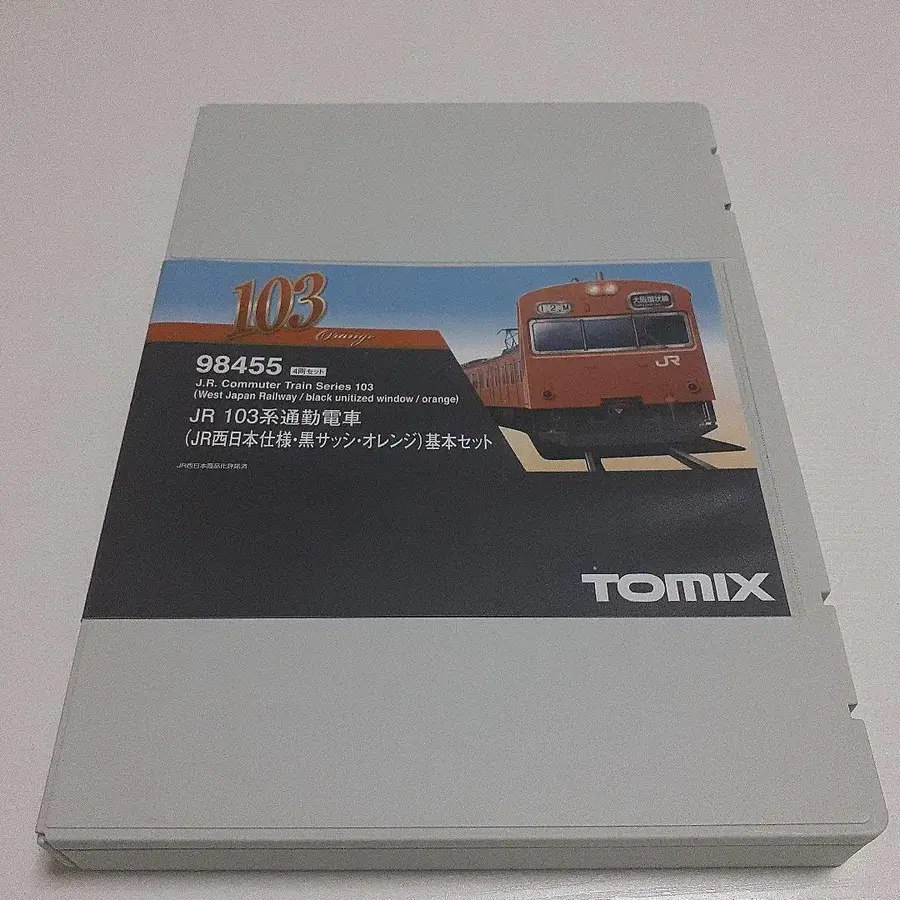 103
Orange
98455 4両セット
J.R. Commuter Train Series 103
(West Japan Railway / black unitized window / orange)
JR 103系通勤電車
(JR西日本仕様・黒サッシ・オレンジ)基本セット
JR西日本商品化許諾済
大阪環状線
JR
TOMIX